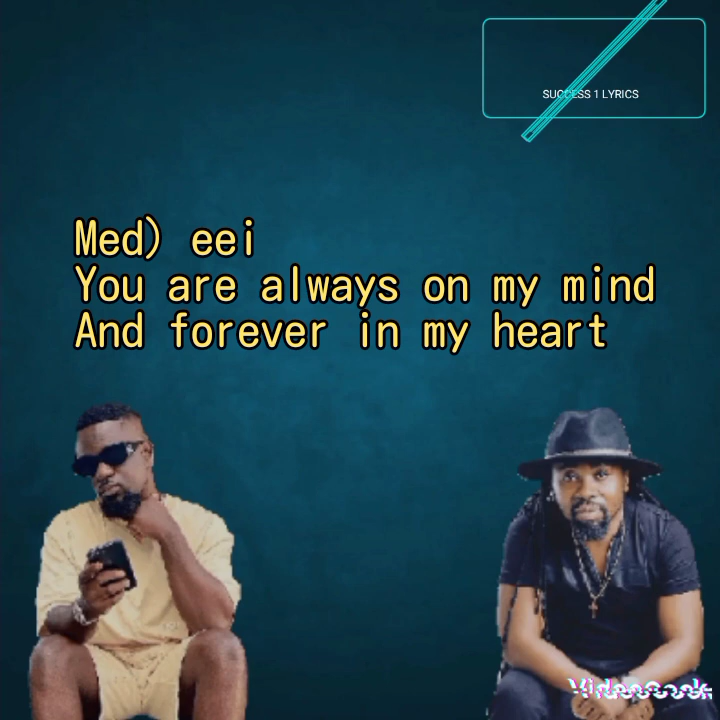 SUCCESS 1 LYRICS
Med) eei
You are always on my mind
And forever in my heart